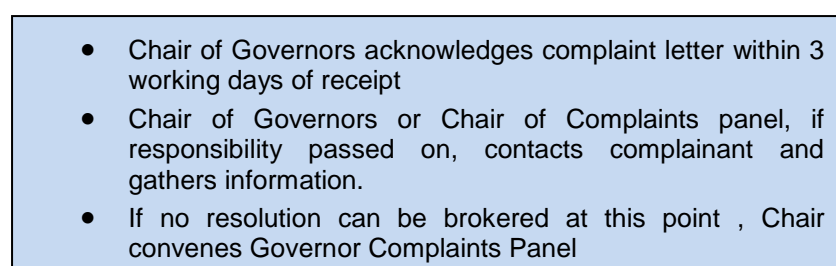 • Chair of Governors acknowledges complaint letter within 3
working days of receipt
• Chair of Governors or Chair of Complaints panel, if
responsibility passed on, contacts complainant and
gathers information.
• If no resolution can be brokered at this point , Chair
convenes Governor Complaints Panel